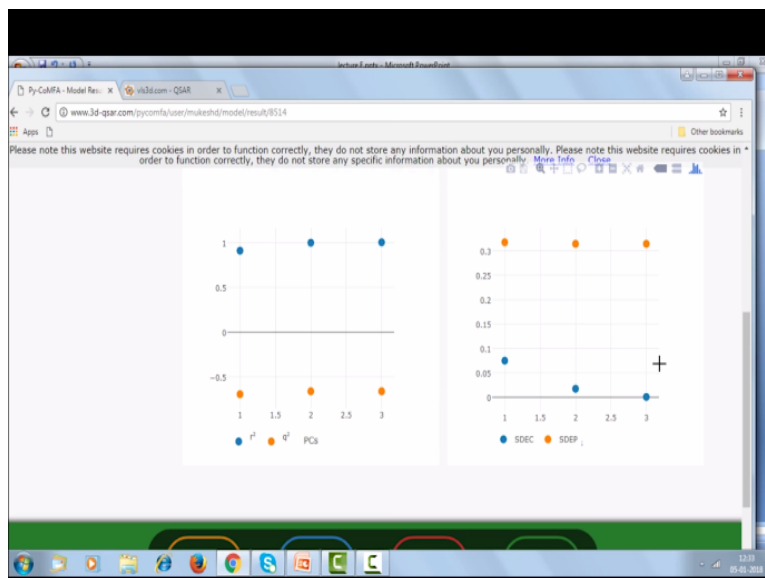 lecture f.ppts - Microsoft PowerPoint
Py-CoMFA - Model Res: x
vls3d.com - QSAR x
www.3d-qsar.com/pycomfa/user/mukeshd/model/result/8514
Apps
Other bookmarks
Please note this website requires cookies in order to function correctly, they do not store any information about you personally. Please note this website requires cookies in
order to function correctly, they do not store any specific information about you personally. More Info Close
1
0.5
0
−0.5
1 1.5 2 2.5 3
r² q² PCs
0.3
0.25
0.2
0.15
0.1
0.05
0
1 1.5 2 2.5 3
SDEC SDEP
12:33
05-01-2018